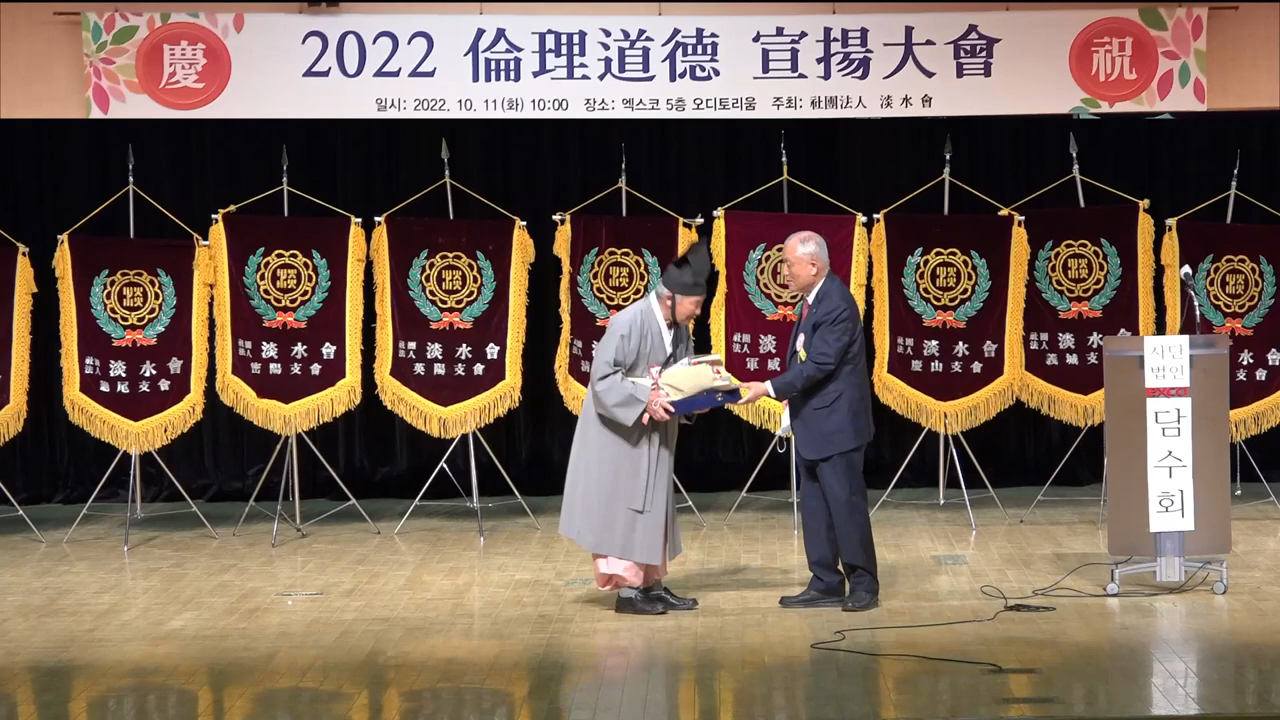 慶
2022 倫理道德 宣揚大會
祝
일시: 2022. 10. 11(화) 10:00 장소: 엑스코 5층 오디토리움 주최: 社團法人 淡水會
社團法人 淡水會
龜尾支會
社團法人 淡水會
密陽支會
社團法人 淡水會
英陽支會
社團法人 淡
軍威
社團法人 淡水會
慶山支會
社團法人 淡水會
義城支
水會
支會
사단
법인
EXCO
담수회